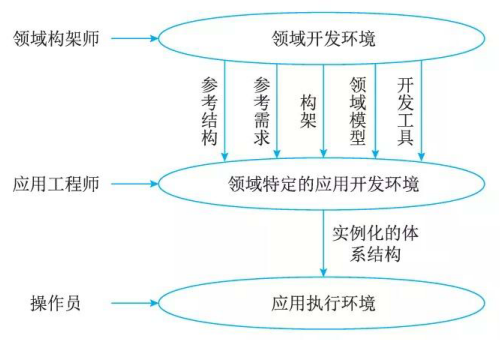 领域构架师
领域开发环境
参考结构
参考需求
构架
领域模型
开发工具
应用工程师
领域特定的应用开发环境
实例化的体
系结构
操作员
应用执行环境